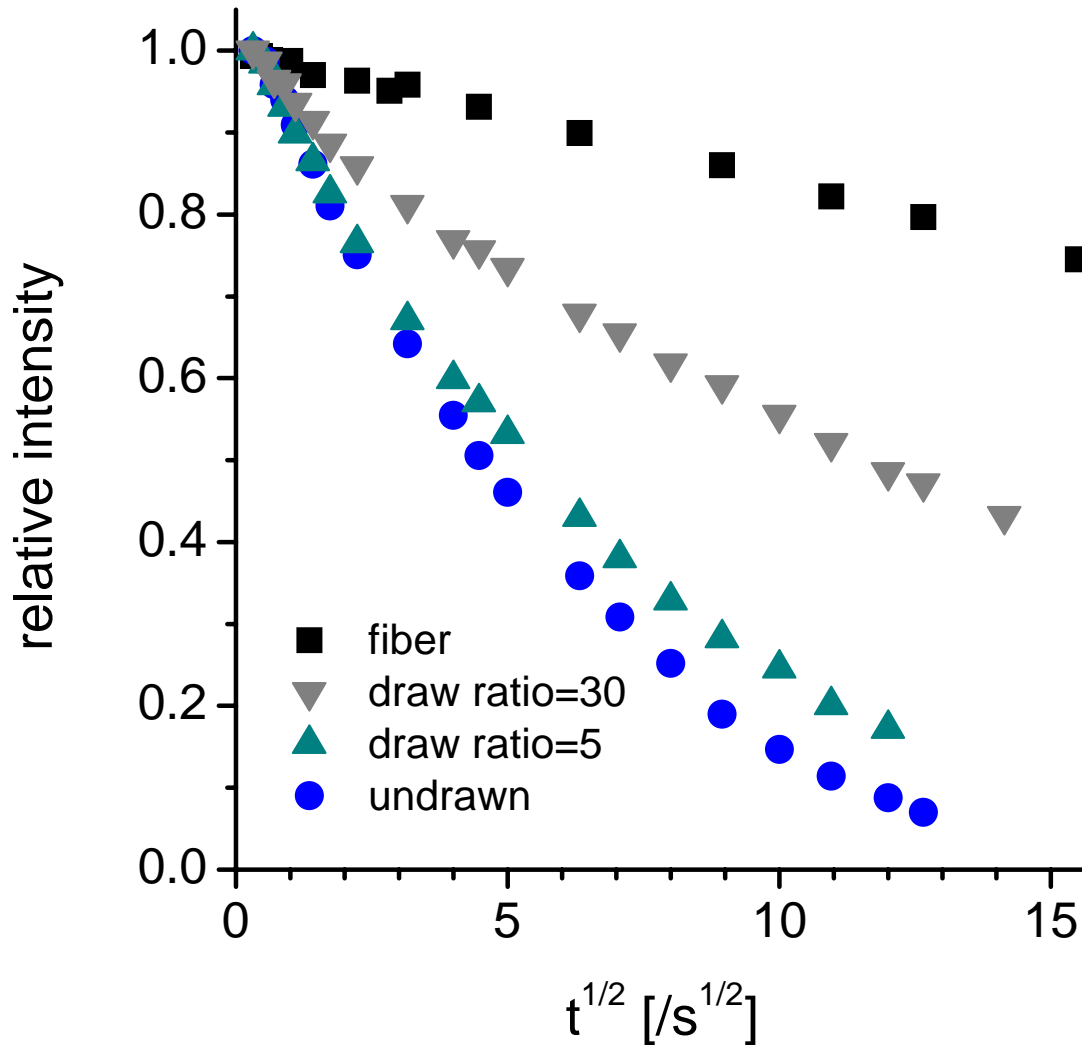 1.0
0.8
0.6
0.4
0.2
0.0
relative intensity
fiber
draw ratio=30
draw ratio=5
undrawn
0 5 10 15
t^{1/2} [/s^{1/2}]